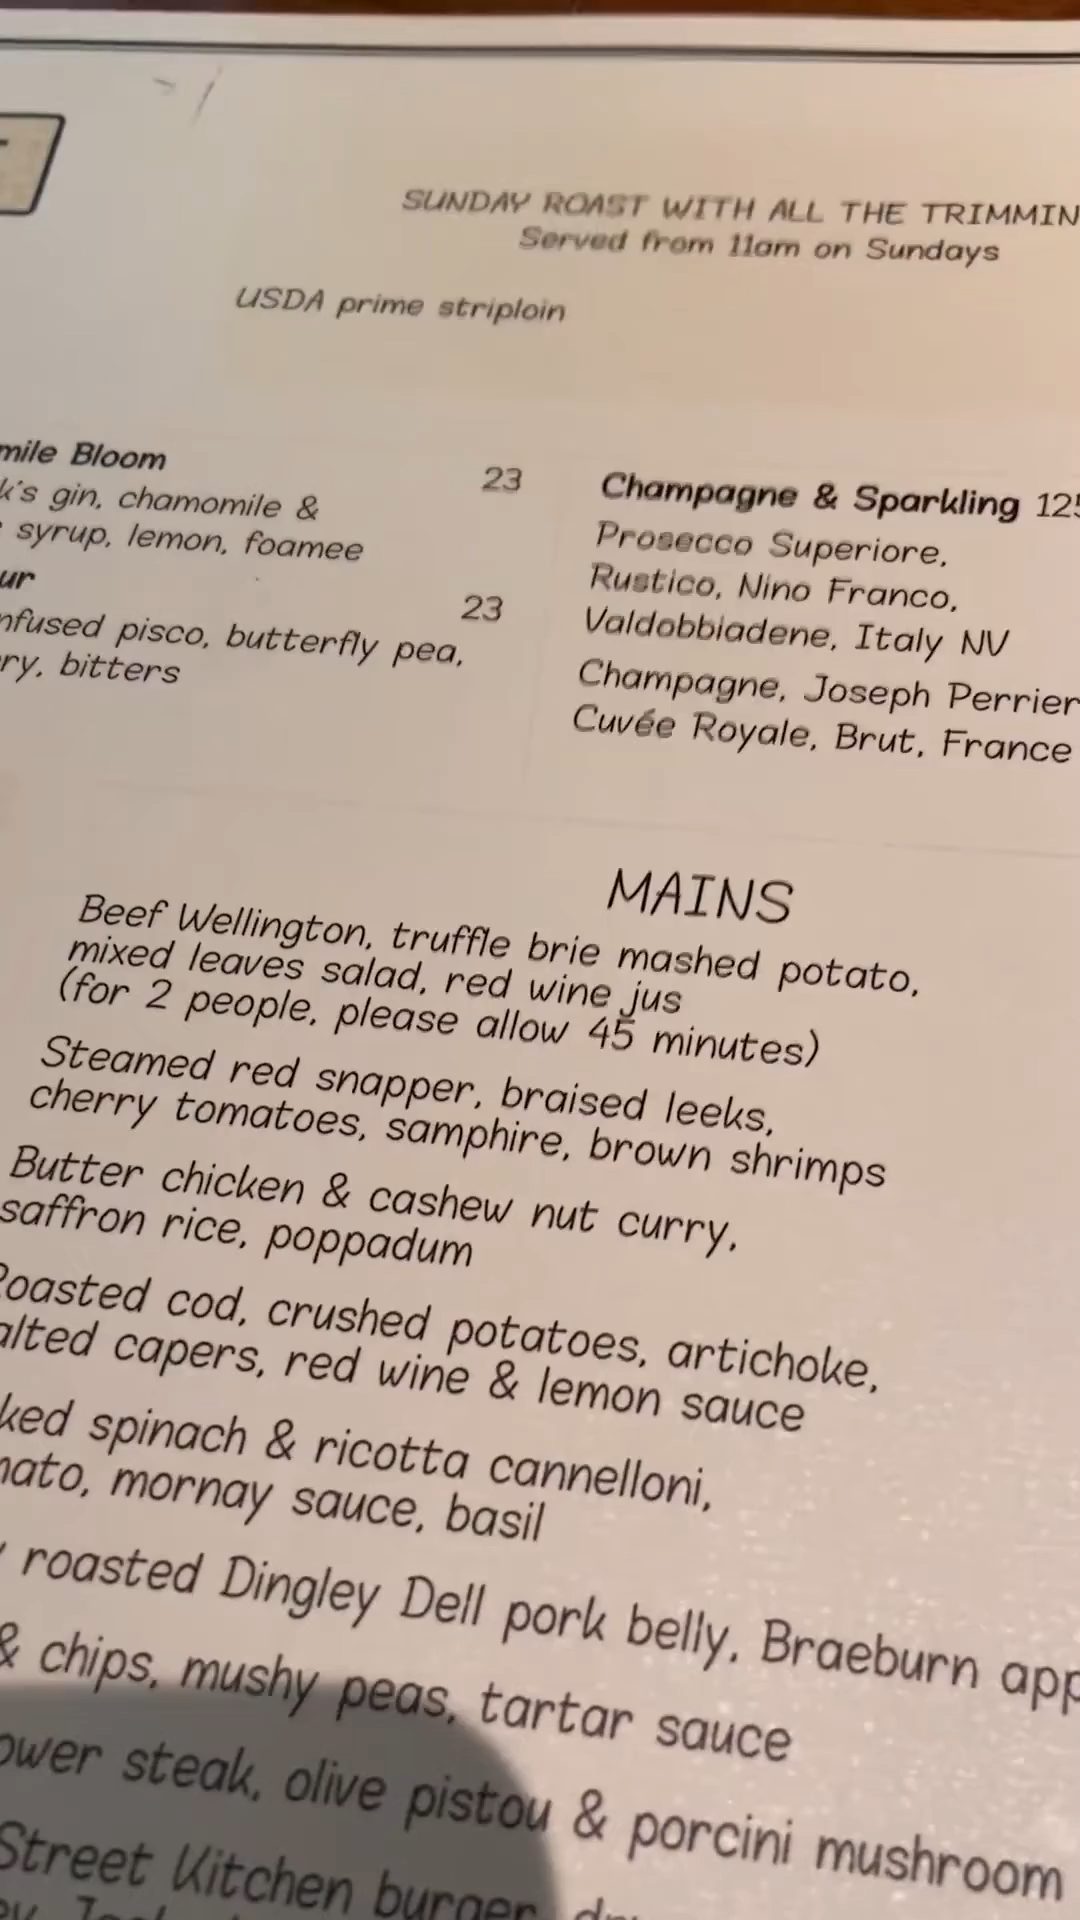 SUNDAY ROAST WITH ALL THE TRIMMIN
Served from 11am on Sundays
USDA prime striploin
mile Bloom 23
k's gin, chamomile &
syrup, lemon, foamee
ur 23
nfused pisco, butterfly pea,
ry, bitters
Champagne & Sparkling 125
Prosecco Superiore,
Rustico, Nino Franco,
Valdobbiadene, Italy NV
Champagne, Joseph Perrier
Cuvée Royale, Brut, France
MAINS
Beef Wellington, truffle brie mashed potato,
mixed leaves salad, red wine jus
(for 2 people, please allow 45 minutes)
Steamed red snapper, braised leeks,
cherry tomatoes, samphire, brown shrimps
Butter chicken & cashew nut curry,
saffron rice, poppadum
Roasted cod, crushed potatoes, artichoke,
alted capers, red wine & lemon sauce
ked spinach & ricotta cannelloni,
mato, mornay sauce, basil
roasted Dingley Dell pork belly, Braeburn app
& chips, mushy peas, tartar sauce
ower steak, olive pistou & porcini mushroom
Street Kitchen burger,